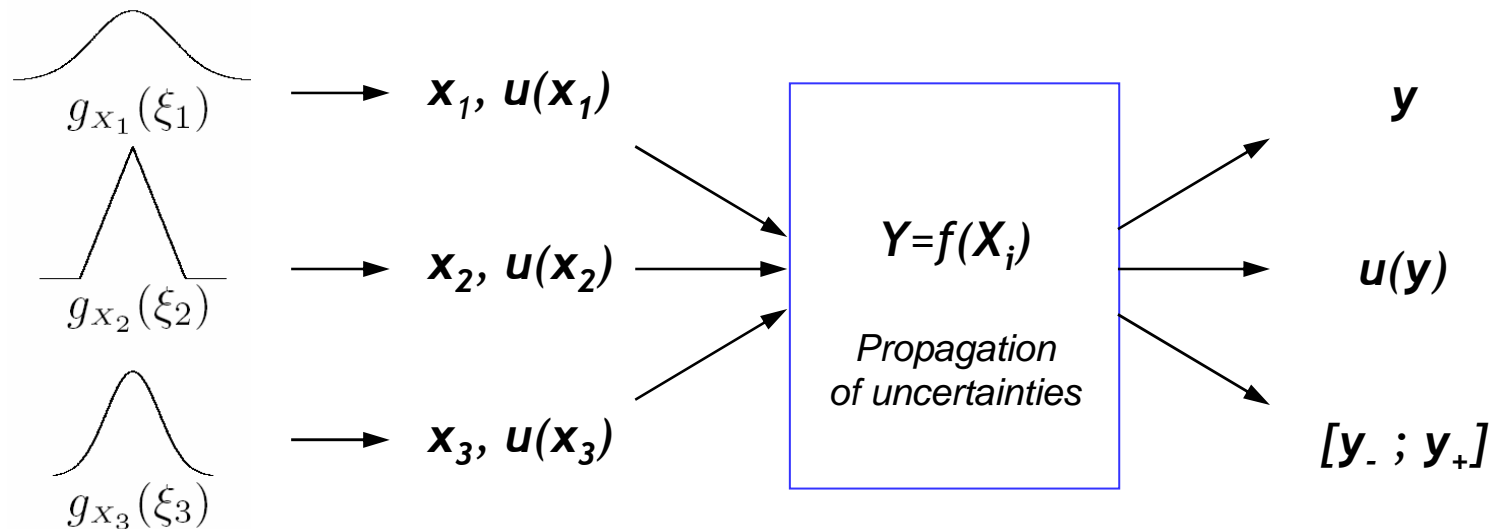 g_{X_1}(ξ_1)
x_1, u(x_1)
g_{X_2}(ξ_2)
x_2, u(x_2)
g_{X_3}(ξ_3)
x_3, u(x_3)
Y=f(X_i)
Propagation
of uncertainties
y
u(y)
[y_- ; y_+]